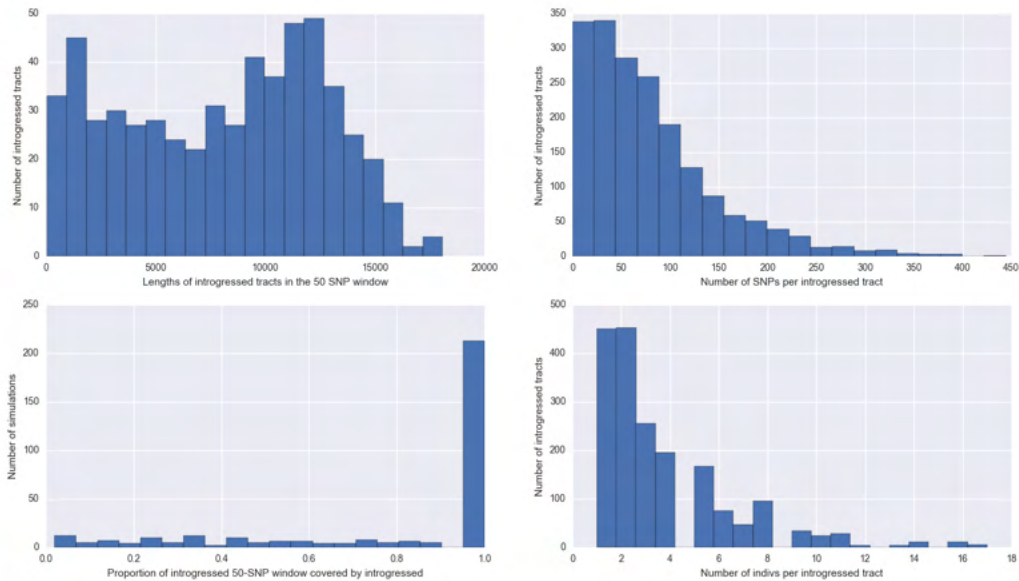 50
40
30
20
10
0
Number of introgressed tracts
0 5000 10000 15000 20000
Lengths of introgressed tracts in the 50 SNP window
350
300
250
200
150
100
50
0
Number of introgressed tracts
0 50 100 150 200 250 300 350 400 450
Number of SNPs per introgressed tract
250
200
150
100
50
0
Number of simulations
0.0 0.2 0.4 0.6 0.8 1.0
Proportion of introgressed 50-SNP window covered by introgressed
500
400
300
200
100
0
Number of introgressed tracts
0 2 4 6 8 10 12 14 16 18
Number of indivs per introgressed tract